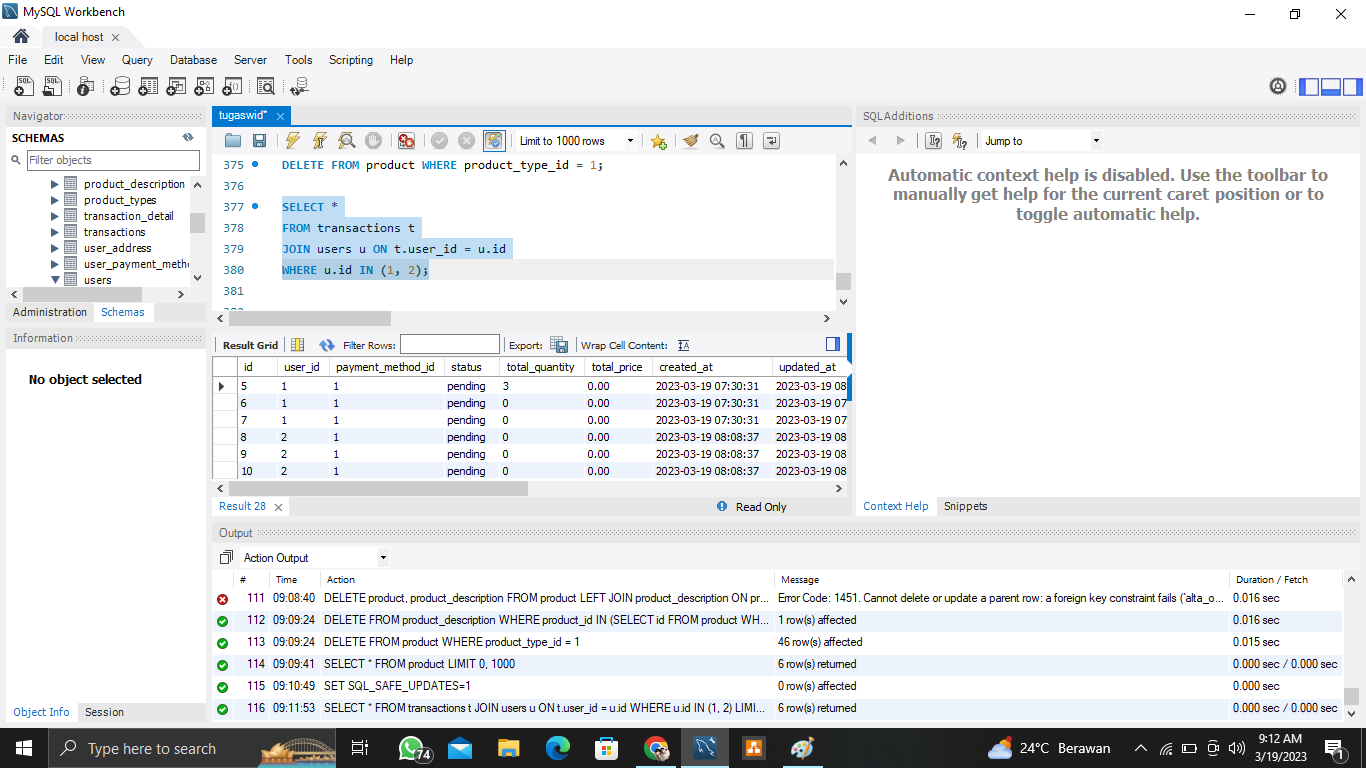 MySQL Workbench
local host
File Edit View Query Database Server Tools Scripting Help
Navigator
SCHEMAS
Filter objects
product_description
product_types
transaction_detail
transactions
user_address
user_payment_metho
users
Administration Schemas
Information
No object selected
Object Info Session
tugaswid*
Limit to 1000 rows
375 DELETE FROM product WHERE product_type_id = 1;
376
377 SELECT *
378 FROM transactions t
379 JOIN users u ON t.user_id = u.id
380 WHERE u.id IN (1, 2);
381
Result Grid Filter Rows: Export: Wrap Cell Content:
id user_id payment_method_id status total_quantity total_price created_at updated_at
5 1 1 pending 3 0.00 2023-03-19 07:30:31 2023-03-19 08
6 1 1 pending 0 0.00 2023-03-19 07:30:31 2023-03-19 07
7 1 1 pending 0 0.00 2023-03-19 07:30:31 2023-03-19 07
8 2 1 pending 0 0.00 2023-03-19 08:08:37 2023-03-19 08
9 2 1 pending 0 0.00 2023-03-19 08:08:37 2023-03-19 08
10 2 1 pending 0 0.00 2023-03-19 08:08:37 2023-03-19 08
Result 28 Read Only
SQLAdditions
Jump to
Automatic context help is disabled. Use the toolbar to
manually get help for the current caret position or to
toggle automatic help.
Context Help Snippets
Output
Action Output
# Time Action Message Duration / Fetch
111 09:08:40 DELETE product, product_description FROM product LEFT JOIN product_description ON pr... Error Code: 1451. Cannot delete or update a parent row: a foreign key constraint fails (`alta_o... 0.016 sec
112 09:09:24 DELETE FROM product_description WHERE product_id IN (SELECT id FROM product WH... 1 row(s) affected 0.016 sec
113 09:09:24 DELETE FROM product WHERE product_type_id = 1 46 row(s) affected 0.015 sec
114 09:09:41 SELECT * FROM product LIMIT 0, 1000 6 row(s) returned 0.000 sec / 0.000 sec
115 09:10:49 SET SQL_SAFE_UPDATES=1 0 row(s) affected 0.000 sec
116 09:11:53 SELECT * FROM transactions t JOIN users u ON t.user_id = u.id WHERE u.id IN (1, 2) LIMI... 6 row(s) returned 0.000 sec / 0.000 sec
Type here to search
74
24°C Berawan
9:12 AM
3/19/2023
1